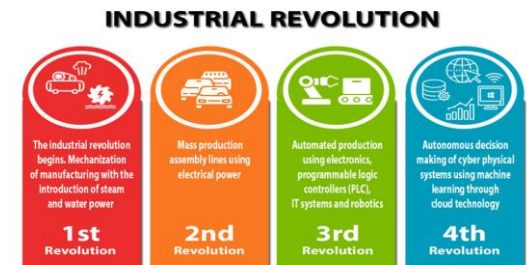 INDUSTRIAL REVOLUTION
The industrial revolution
begins. Mechanization
of manufacturing with the
introduction of steam
and water power
1st
Revolution
Mass production
assembly lines using
electrical power
2nd
Revolution
Automated production
using electronics,
programmable logic
controllers (PLC),
IT systems and robotics
3rd
Revolution
Autonomous decision
making of cyber physical
systems using machine
learning through
cloud technology
4th
Revolution